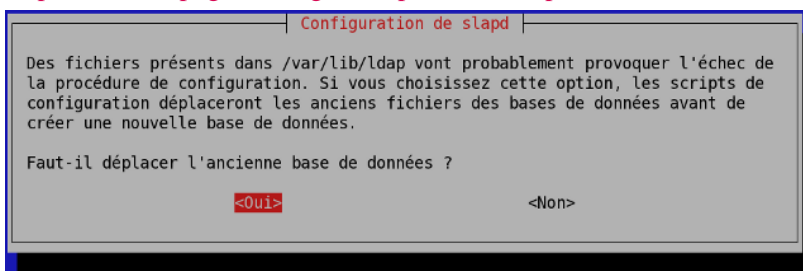 Configuration de slapd
Des fichiers présents dans /var/lib/ldap vont probablement provoquer l'échec de
la procédure de configuration. Si vous choisissez cette option, les scripts de
configuration déplaceront les anciens fichiers des bases de données avant de
créer une nouvelle base de données.
Faut-il déplacer l'ancienne base de données ?
<Oui> <Non>